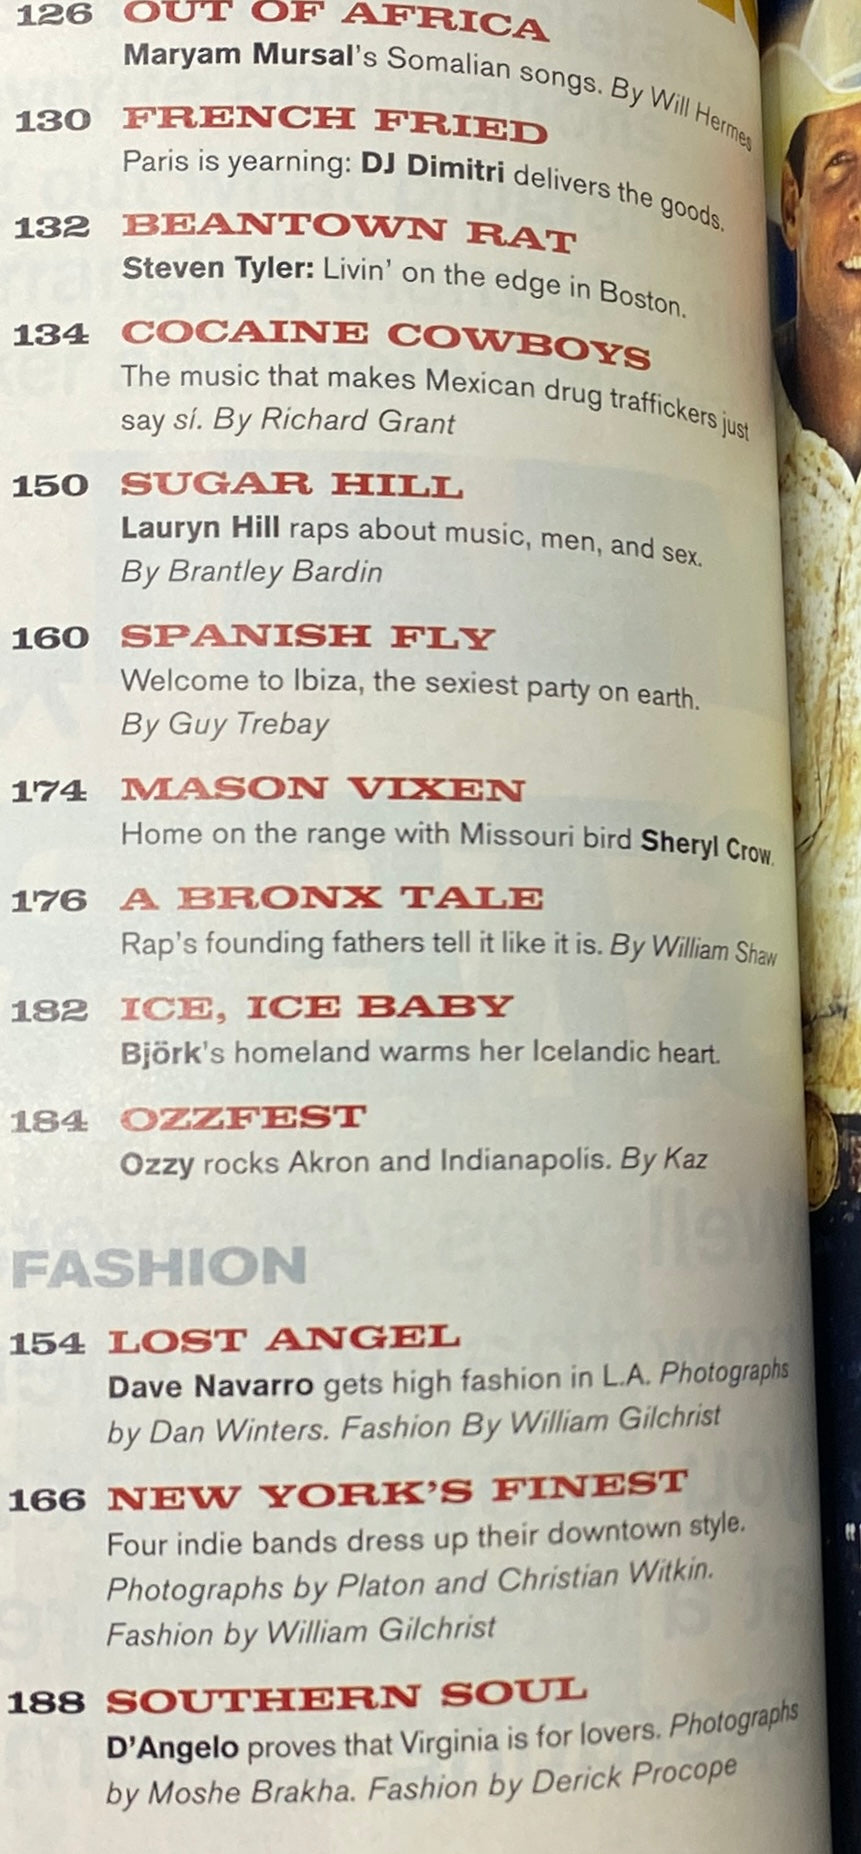 126 OUT OF AFRICA
Maryam Mursal's Somalian songs. By Will Hermes
130 FRENCH FRIED
Paris is yearning: DJ Dimitri delivers the goods.
132 BEANTOWN RAT
Steven Tyler: Livin' on the edge in Boston.
134 COCAINE COWBOYS
The music that makes Mexican drug traffickers just
say sí. By Richard Grant
150 SUGAR HILL
Lauryn Hill raps about music, men, and sex.
By Brantley Bardin
160 SPANISH FLY
Welcome to Ibiza, the sexiest party on earth.
By Guy Trebay
174 MASON VIXEN
Home on the range with Missouri bird Sheryl Crow.
176 A BRONX TALE
Rap's founding fathers tell it like it is. By William Shaw
182 ICE, ICE BABY
Björk's homeland warms her Icelandic heart.
184 OZZFEST
Ozzy rocks Akron and Indianapolis. By Kaz
FASHION
154 LOST ANGEL
Dave Navarro gets high fashion in L.A. Photographs
by Dan Winters. Fashion By William Gilchrist
166 NEW YORK'S FINEST
Four indie bands dress up their downtown style.
Photographs by Platon and Christian Witkin.
Fashion by William Gilchrist
188 SOUTHERN SOUL
D'Angelo proves that Virginia is for lovers. Photographs
by Moshe Brakha. Fashion by Derick Procope